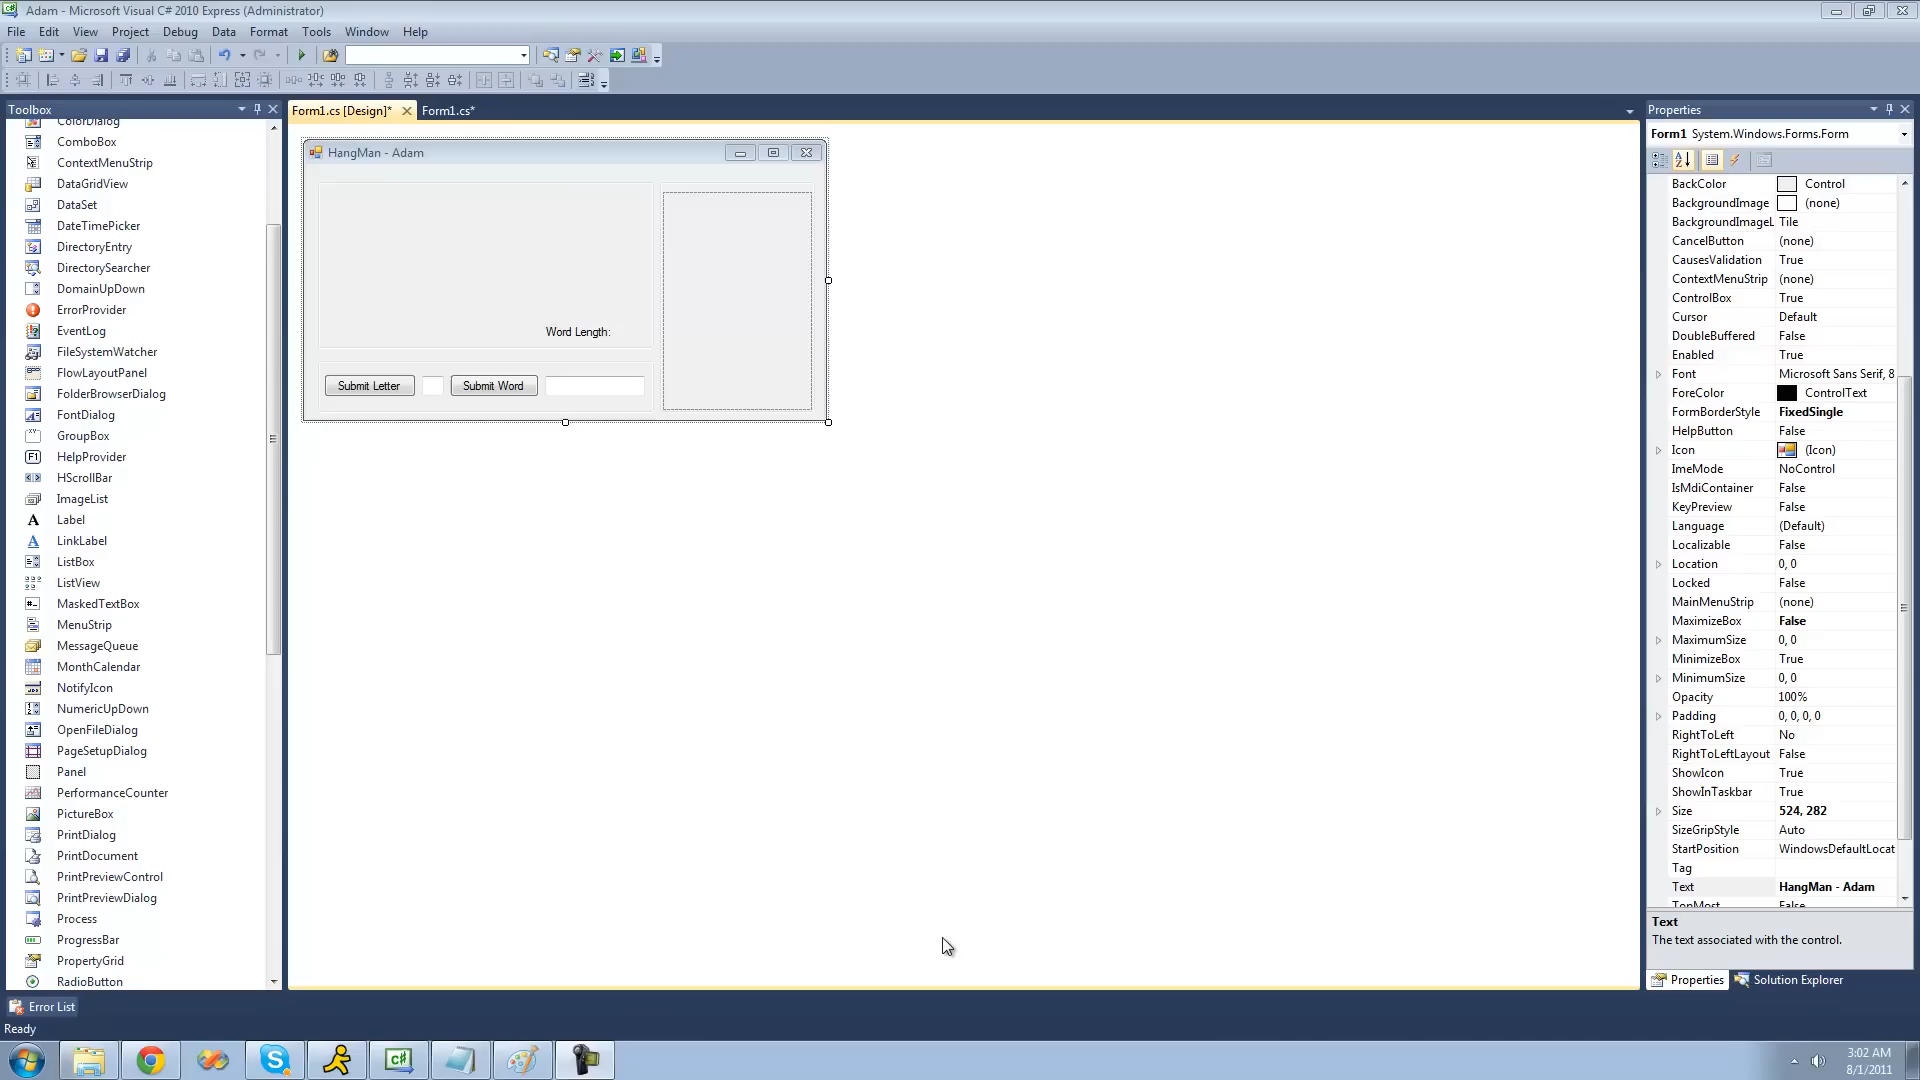 Adam - Microsoft Visual C# 2010 Express (Administrator)
File Edit View Project Debug Data Format Tools Window Help
Toolbox
ColorDialog
ComboBox
ContextMenuStrip
DataGridView
DataSet
DateTimePicker
DirectoryEntry
DirectorySearcher
DomainUpDown
ErrorProvider
EventLog
FileSystemWatcher
FlowLayoutPanel
FolderBrowserDialog
FontDialog
GroupBox
HelpProvider
HScrollBar
ImageList
Label
LinkLabel
ListBox
ListView
MaskedTextBox
MenuStrip
MessageQueue
MonthCalendar
NotifyIcon
NumericUpDown
OpenFileDialog
PageSetupDialog
Panel
PerformanceCounter
PictureBox
PrintDialog
PrintDocument
PrintPreviewControl
PrintPreviewDialog
Process
ProgressBar
PropertyGrid
RadioButton
Form1.cs [Design]* Form1.cs*
HangMan - Adam
Word Length:
Submit Letter Submit Word
Properties
Form1 System.Windows.Forms.Form
BackColor Control
BackgroundImage (none)
BackgroundImageL Tile
CancelButton (none)
CausesValidation True
ContextMenuStrip (none)
ControlBox True
Cursor Default
DoubleBuffered False
Enabled True
Font Microsoft Sans Serif, 8
ForeColor ControlText
FormBorderStyle FixedSingle
HelpButton False
Icon (Icon)
ImeMode NoControl
IsMdiContainer False
KeyPreview False
Language (Default)
Localizable False
Location 0, 0
Locked False
MainMenuStrip (none)
MaximizeBox False
MaximumSize 0, 0
MinimizeBox True
MinimumSize 0, 0
Opacity 100%
Padding 0, 0, 0, 0
RightToLeft No
RightToLeftLayout False
ShowIcon True
ShowInTaskbar True
Size 524, 282
SizeGripStyle Auto
StartPosition WindowsDefaultLocat
Tag
Text HangMan - Adam
TopMost False
Text
The text associated with the control.
Properties Solution Explorer
Error List
Ready
3:02 AM
8/1/2011